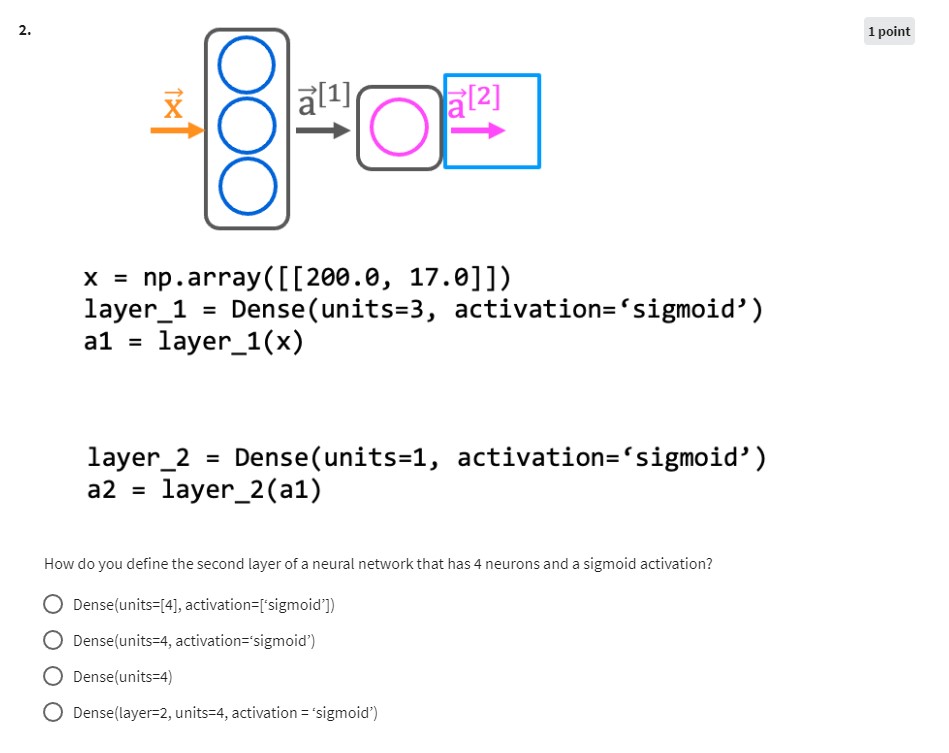 2.
1 point
x⃗
a⃗[1]
a⃗[2]
x = np.array([[200.0, 17.0]])
layer_1 = Dense(units=3, activation=‘sigmoid’)
a1 = layer_1(x)
layer_2 = Dense(units=1, activation=‘sigmoid’)
a2 = layer_2(a1)
How do you define the second layer of a neural network that has 4 neurons and a sigmoid activation?
Dense(units=[4], activation=[‘sigmoid’])
Dense(units=4, activation=‘sigmoid’)
Dense(units=4)
Dense(layer=2, units=4, activation = ‘sigmoid’)